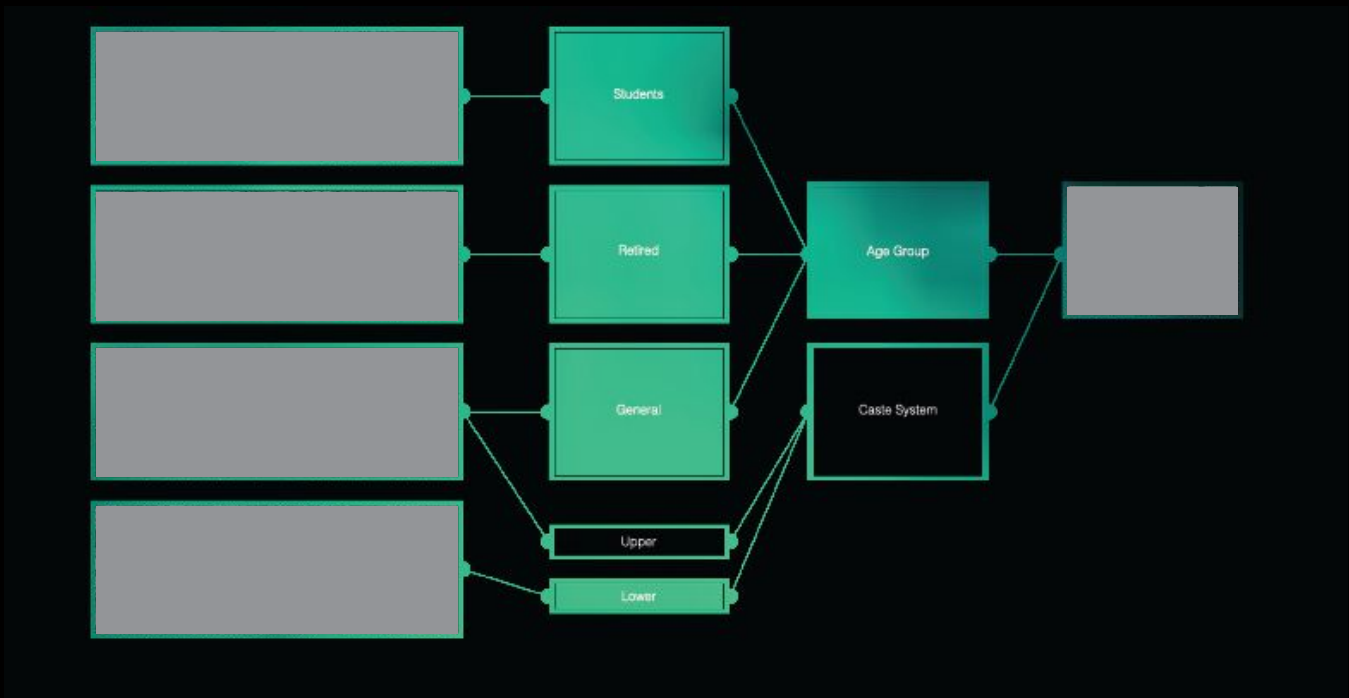 Students
Retired
Age Group
General
Caste System
Upper
Lower